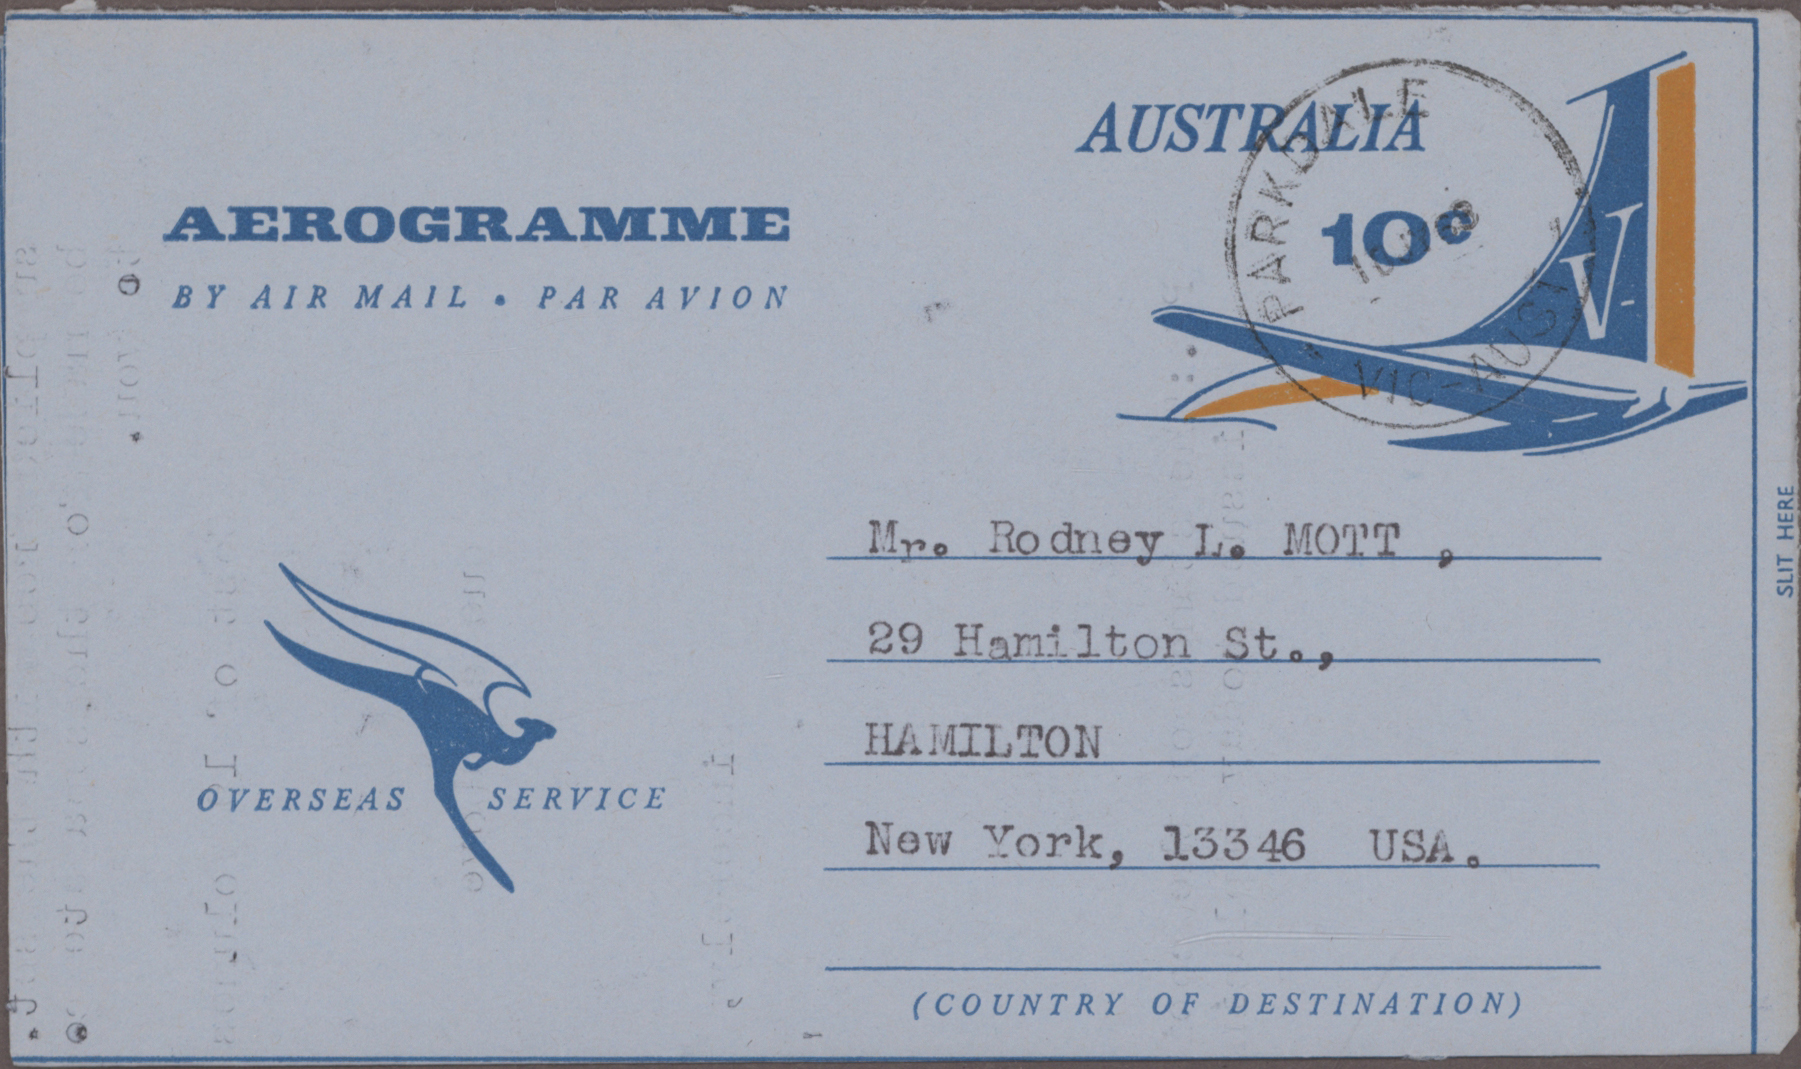 AUSTRALIA
PARKDALE
10c
VIC-AUST
V-
AEROGRAMME
BY AIR MAIL • PAR AVION
SLIT HERE
Mr. Rodney L. MOTT ,
29 Hamilton St.,
HAMILTON
New York, 13346 USA.
OVERSEAS SERVICE
(COUNTRY OF DESTINATION)